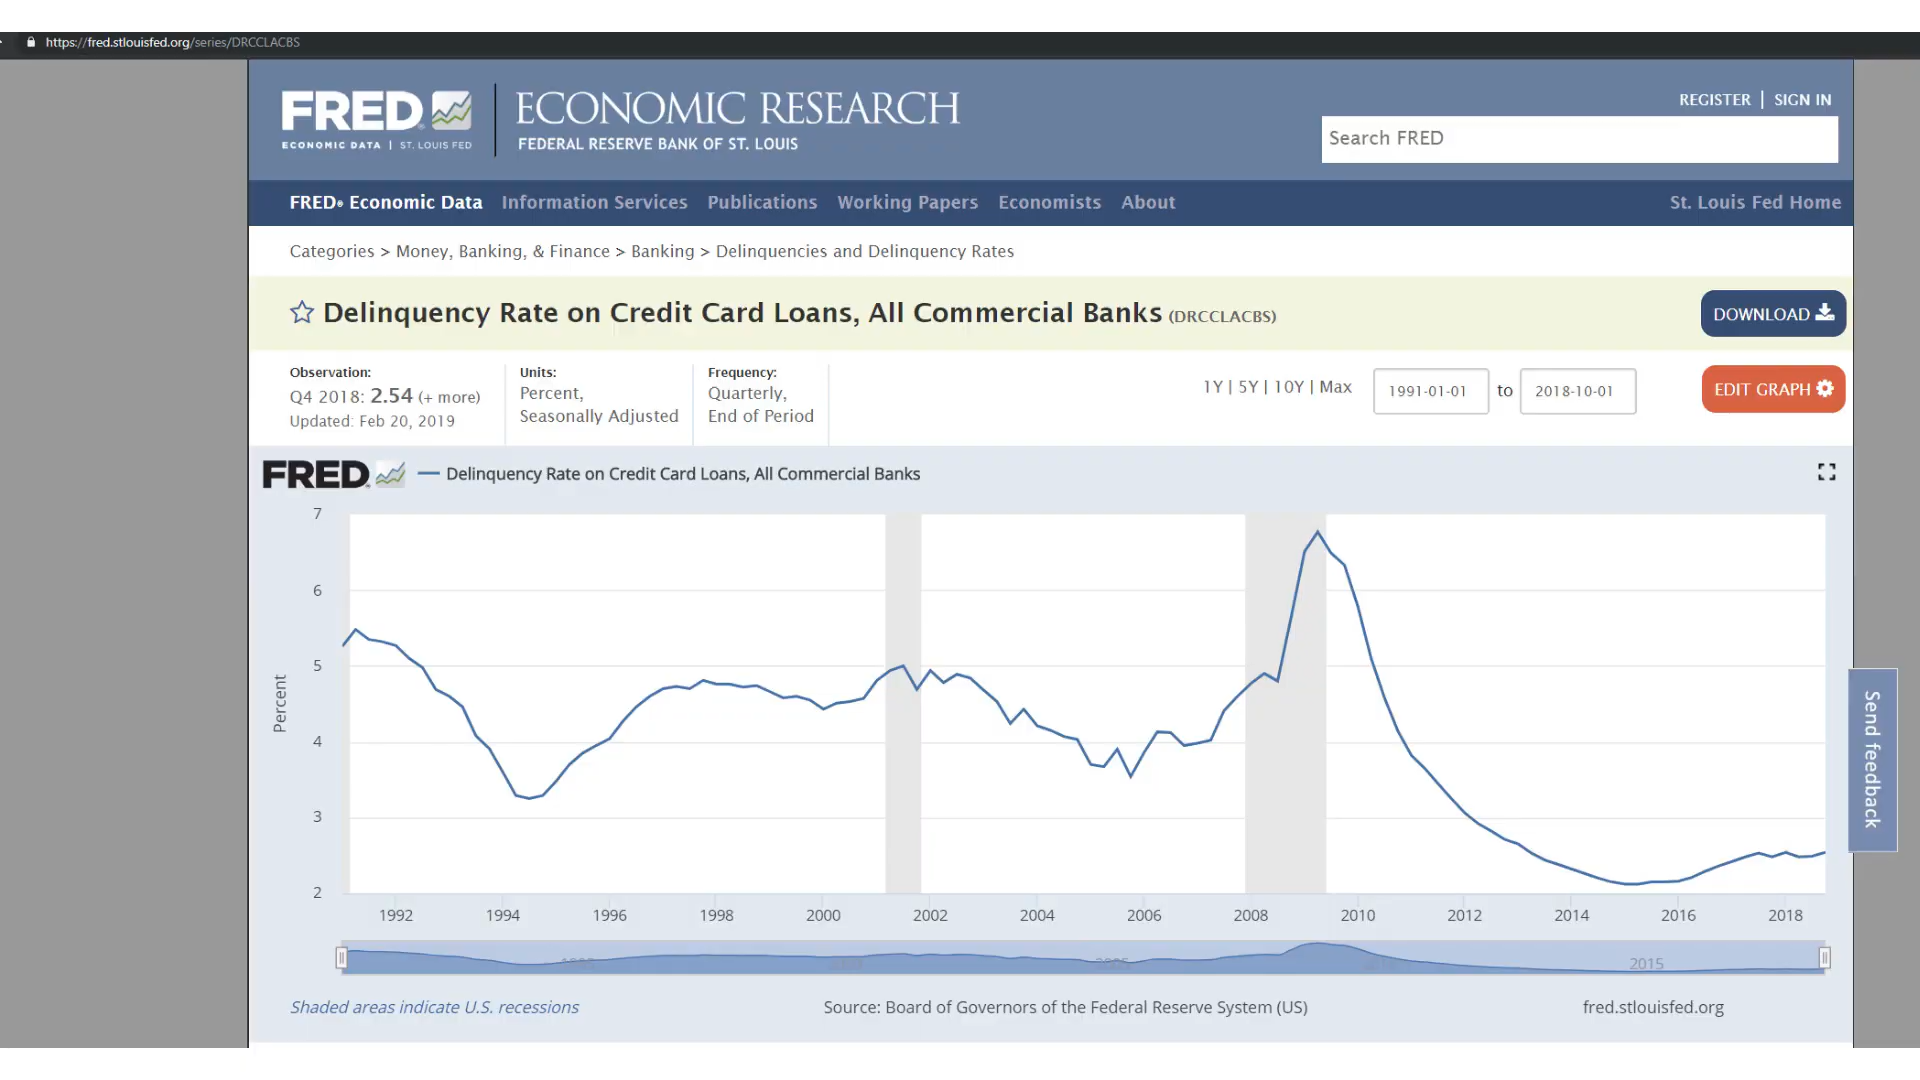 https://fred.stlouisfed.org/series/DRCCLACBS
FRED
ECONOMIC DATA | ST. LOUIS FED
ECONOMIC RESEARCH
FEDERAL RESERVE BANK OF ST. LOUIS
REGISTER | SIGN IN
Search FRED
FRED® Economic Data Information Services Publications Working Papers Economists About St. Louis Fed Home
Categories > Money, Banking, & Finance > Banking > Delinquencies and Delinquency Rates
Delinquency Rate on Credit Card Loans, All Commercial Banks (DRCCLACBS)
DOWNLOAD
Observation:
Q4 2018: 2.54 (+ more)
Updated: Feb 20, 2019
Units:
Percent,
Seasonally Adjusted
Frequency:
Quarterly,
End of Period
1Y | 5Y | 10Y | Max
1991-01-01 to 2018-10-01
EDIT GRAPH
FRED
Delinquency Rate on Credit Card Loans, All Commercial Banks
7
6
5
4
3
2
Percent
1992 1994 1996 1998 2000 2002 2004 2006 2008 2010 2012 2014 2016 2018
2015
Shaded areas indicate U.S. recessions
Source: Board of Governors of the Federal Reserve System (US)
fred.stlouisfed.org
Send feedback